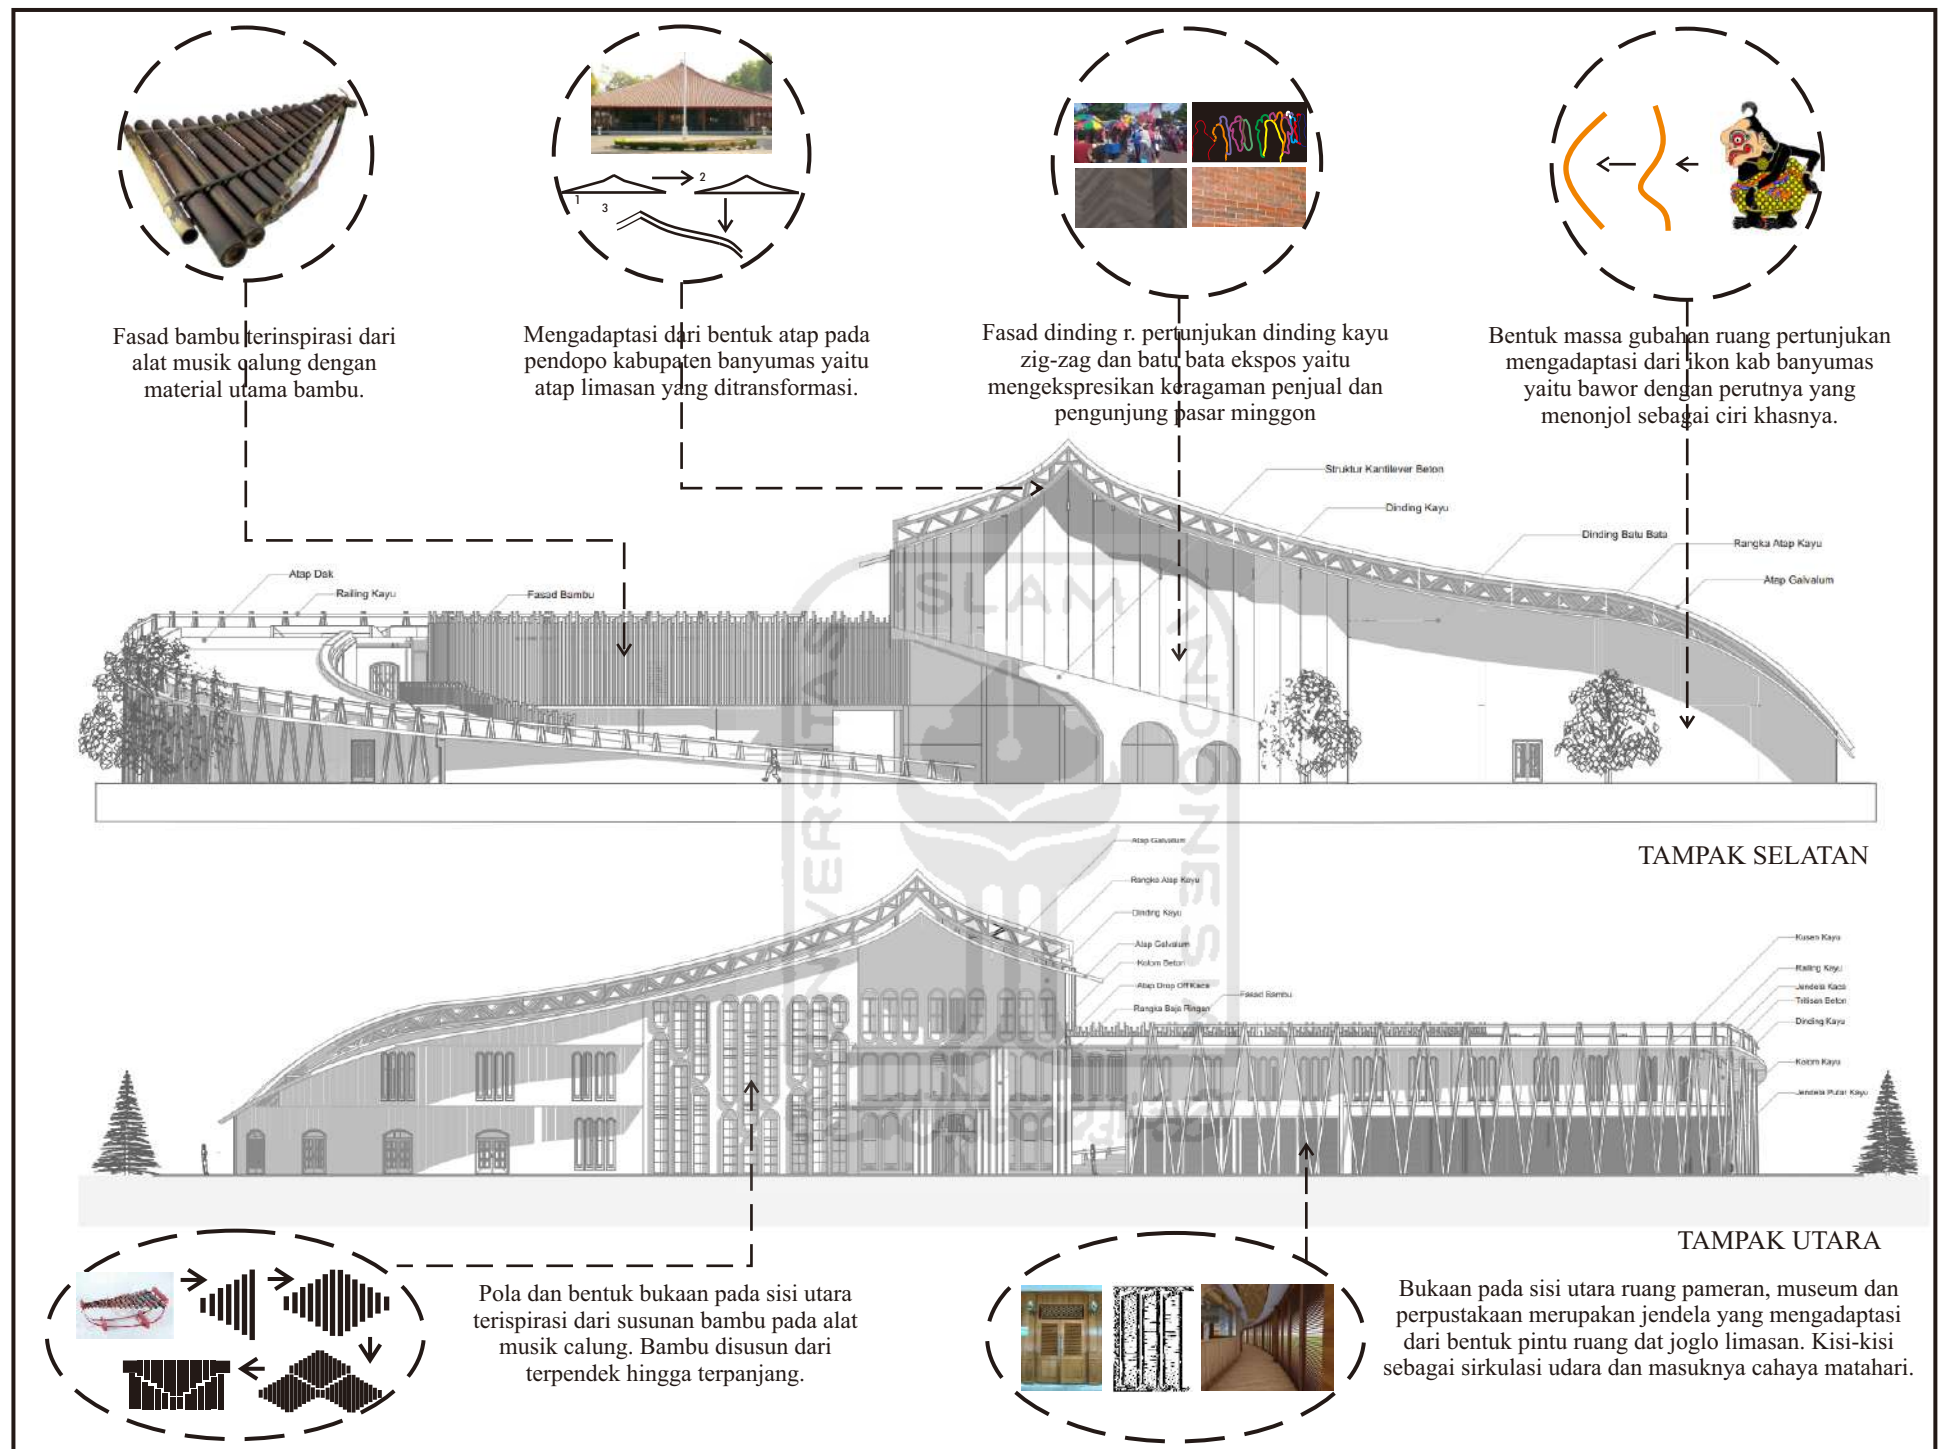 1
2
3
Fasad bambu terinspirasi dari
alat musik calung dengan
material utama bambu.
Mengadaptasi dari bentuk atap pada
pendopo kabupaten banyumas yaitu
atap limasan yang ditransformasi.
Fasad dinding r. pertunjukan dinding kayu
zig-zag dan batu bata ekspos yaitu
mengekspresikan keragaman penjual dan
pengunjung pasar minggon
Bentuk massa gubahan ruang pertunjukan
mengadaptasi dari ikon kab banyumas
yaitu bawor dengan perutnya yang
menonjol sebagai ciri khasnya.
Struktur Kantilever Beton
Dinding Kayu
Dinding Batu Bata
Rangka Atap Kayu
Atap Galvalum
Atap Dak
Railing Kayu
Fasad Bambu
UNIVERSITAS
ISLAM
INDONESIA
TAMPAK SELATAN
Atap Galvalum
Rangka Atap Kayu
Dinding Kayu
Atap Galvalum
Kolom Beton
Atap Drop Off Kaca
Rangka Baja Ringan
Fasad Bambu
Kusen Kayu
Railing Kayu
Jendela Kaca
Tritisan Beton
Dinding Kayu
Kolom Kayu
Jendela Putar Kayu
TAMPAK UTARA
Pola dan bentuk bukaan pada sisi utara
terispirasi dari susunan bambu pada alat
musik calung. Bambu disusun dari
terpendek hingga terpanjang.
Bukaan pada sisi utara ruang pameran, museum dan
perpustakaan merupakan jendela yang mengadaptasi
dari bentuk pintu ruang dat joglo limasan. Kisi-kisi
sebagai sirkulasi udara dan masuknya cahaya matahari.